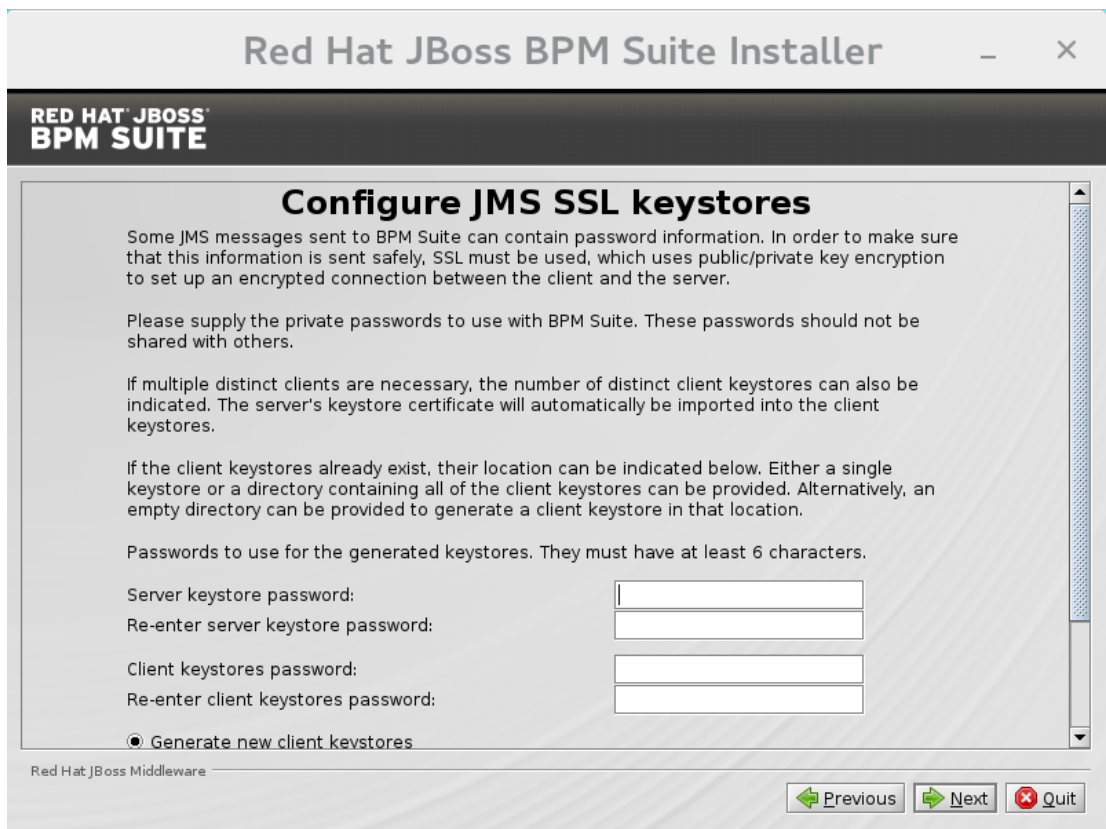 Red Hat JBoss BPM Suite Installer
RED HAT JBOSS
BPM SUITE
Configure JMS SSL keystores
Some JMS messages sent to BPM Suite can contain password information. In order to make sure
that this information is sent safely, SSL must be used, which uses public/private key encryption
to set up an encrypted connection between the client and the server.
Please supply the private passwords to use with BPM Suite. These passwords should not be
shared with others.
If multiple distinct clients are necessary, the number of distinct client keystores can also be
indicated. The server's keystore certificate will automatically be imported into the client
keystores.
If the client keystores already exist, their location can be indicated below. Either a single
keystore or a directory containing all of the client keystores can be provided. Alternatively, an
empty directory can be provided to generate a client keystore in that location.
Passwords to use for the generated keystores. They must have at least 6 characters.
Server keystore password:
Re-enter server keystore password:
Client keystores password:
Re-enter client keystores password:
Generate new client keystores
Red Hat JBoss Middleware
Previous
Next
Quit